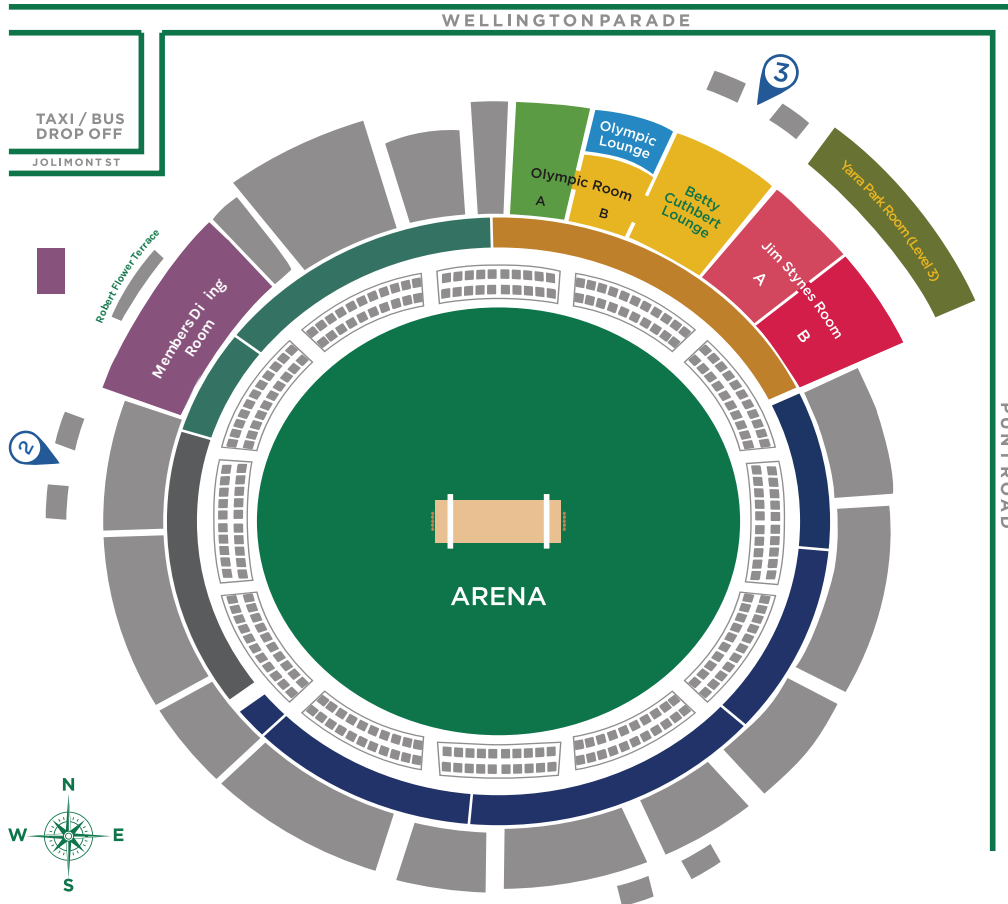 WELLINGTON PARADE
TAXI / BUS
DROP OFF
JOLIMONT ST
3
Olympic
Lounge
Olympic Room
A
B
Betty
Cuthbert
Lounge
Yarra Park Room (Level 3)
Jim Stynes Room
A
B
Robert Flower Terrace
Members Di ing
Room
2
PUNT ROAD
ARENA
N
W
E
S